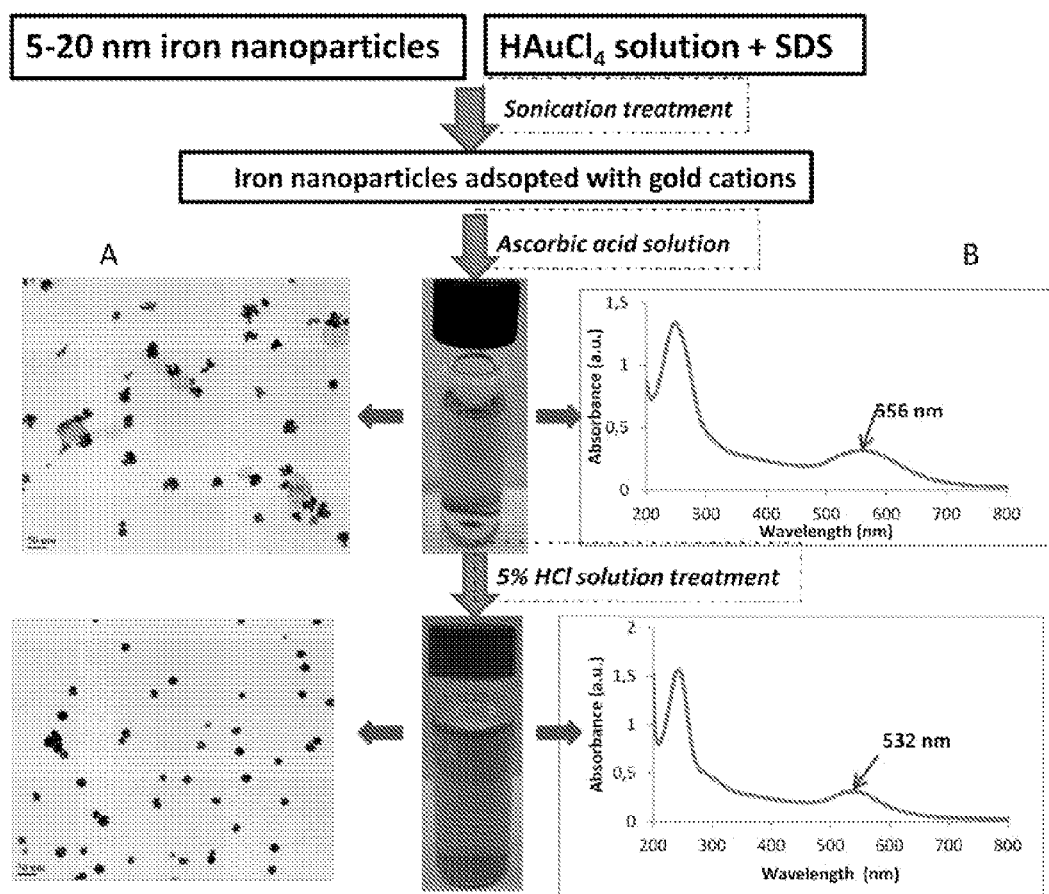 5-20 nm iron nanoparticles
HAuCl4 solution + SDS
Sonication treatment
Iron nanoparticles adsopted with gold cations
Ascorbic acid solution
A
B
1,5
1
0,5
0
Absorbance (a.u.)
556 nm
200 300 400 500 600 700 800
Wavelength (nm)
50 nm
5% HCl solution treatment
2
1,5
1
0,5
0
Absorbance (a.u.)
532 nm
200 300 400 500 600 700 800
Wavelength (nm)